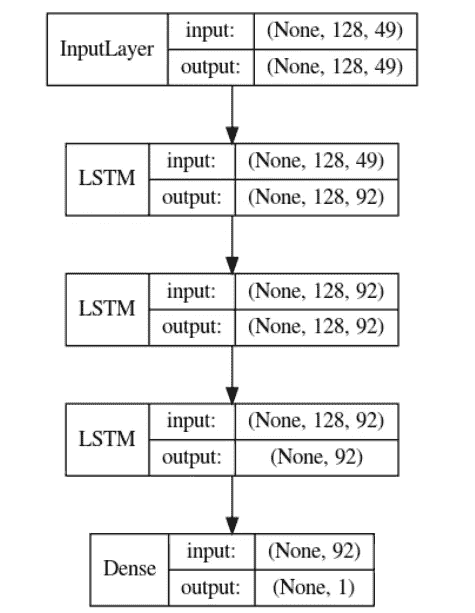 InputLayer
input: (None, 128, 49)
output: (None, 128, 49)
LSTM
input: (None, 128, 49)
output: (None, 128, 92)
LSTM
input: (None, 128, 92)
output: (None, 128, 92)
LSTM
input: (None, 128, 92)
output: (None, 92)
Dense
input: (None, 92)
output: (None, 1)